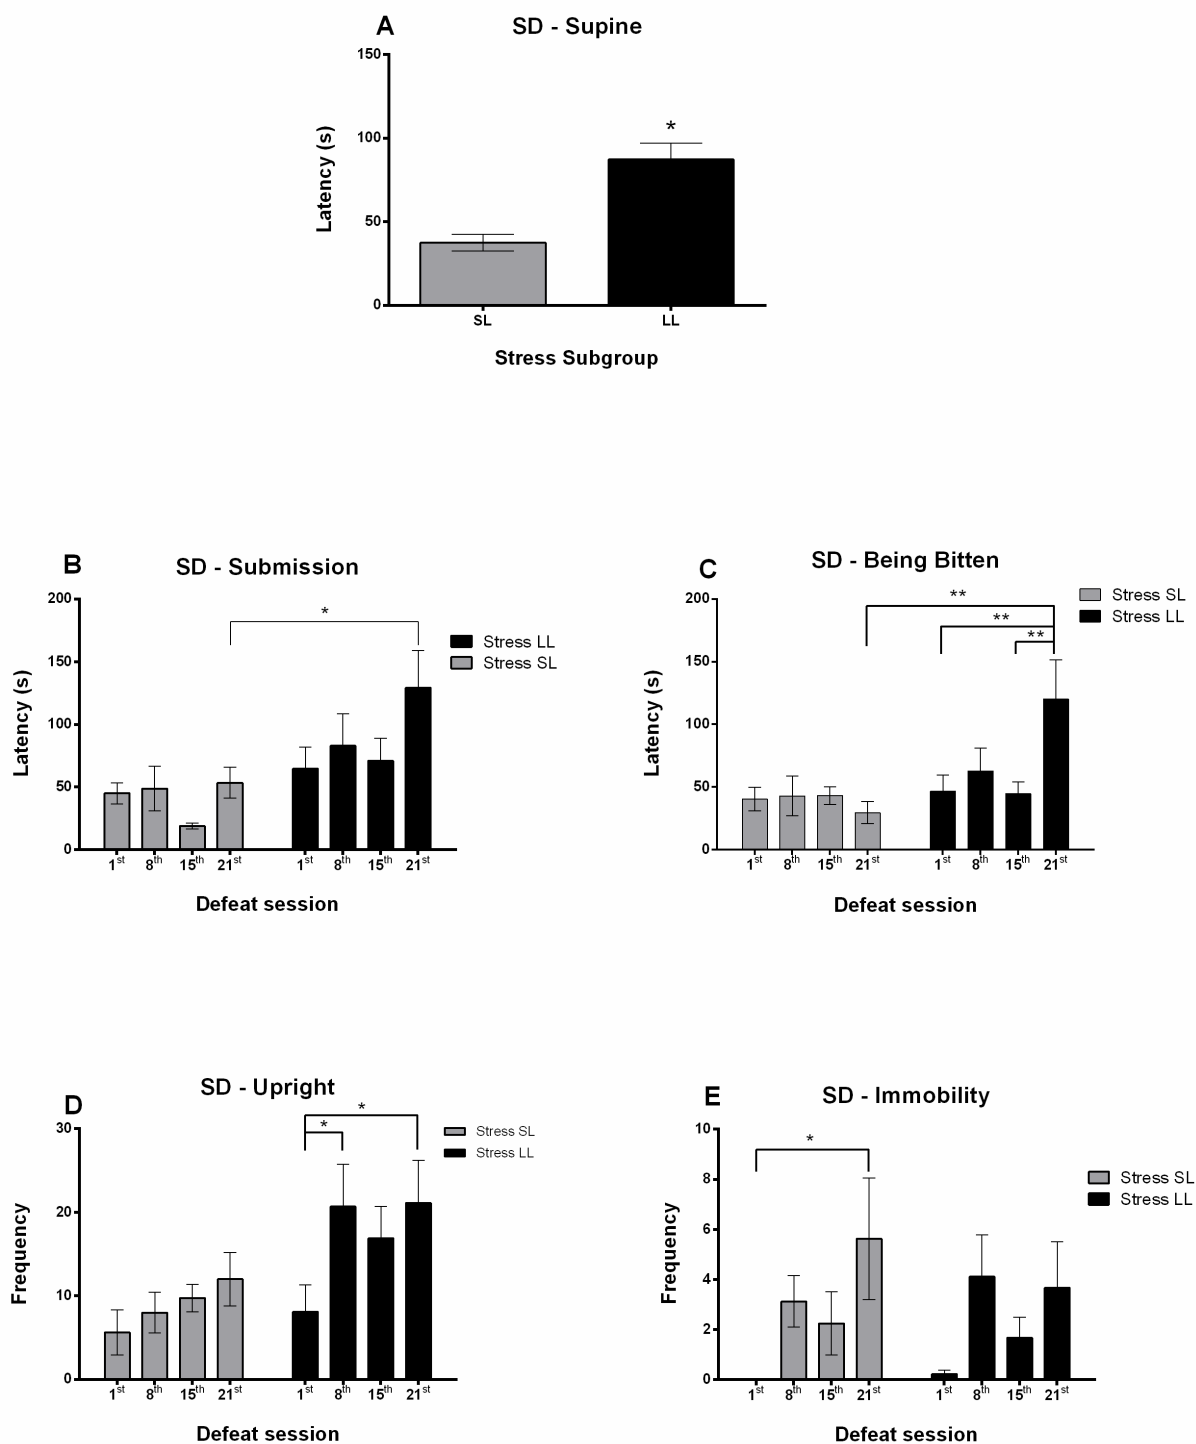 A
SD - Supine
Latency (s)
150
100
50
0
*
SL
LL
Stress Subgroup
B
SD - Submission
Latency (s)
200
150
100
50
0
*
Stress LL
Stress SL
1st 8th 15th 21st 1st 8th 15th 21st
Defeat session
C
SD - Being Bitten
Latency (s)
200
150
100
50
0
**
**
**
Stress SL
Stress LL
1st 8th 15th 21st 1st 8th 15th 21st
Defeat session
D
SD - Upright
Frequency
30
20
10
0
*
*
Stress SL
Stress LL
1st 8th 15th 21st 1st 8th 15th 21st
Defeat session
E
SD - Immobility
Frequency
10
8
6
4
2
0
*
Stress SL
Stress LL
1st 8th 15th 21st 1st 8th 15th 21st
Defeat session